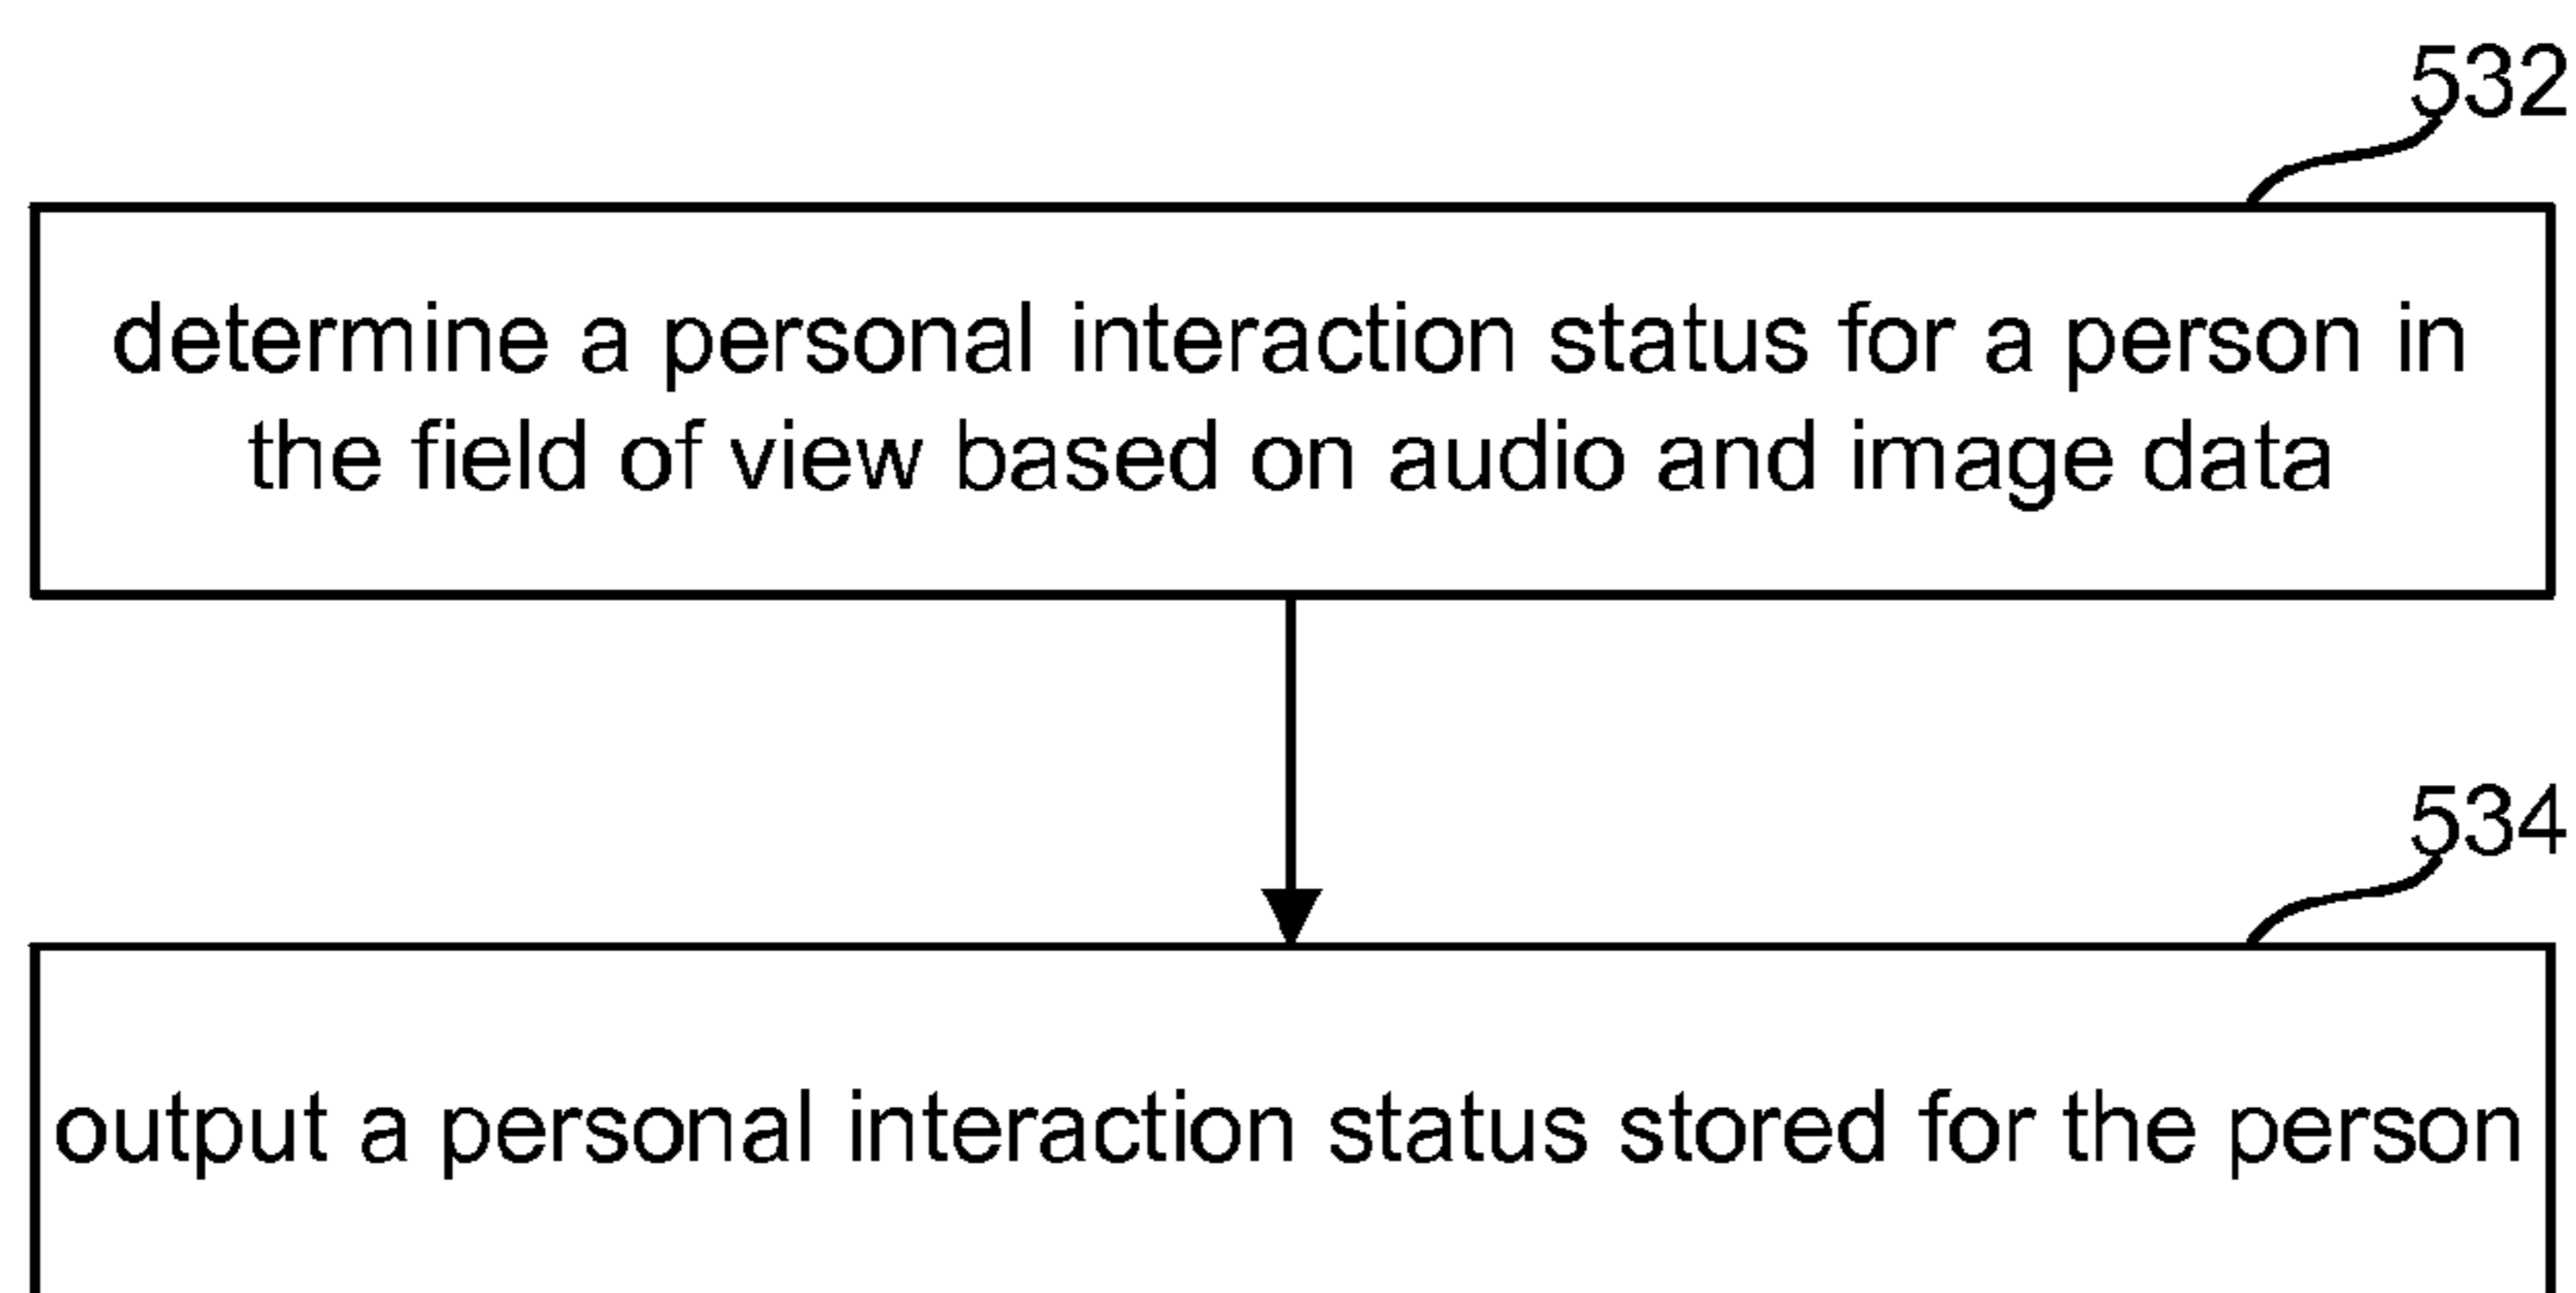 532
determine a personal interaction status for a person in
the field of view based on audio and image data
534
output a personal interaction status stored for the person